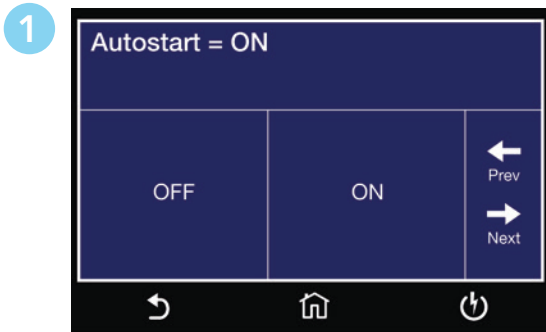 1
Autostart = ON
OFF
ON
Prev
Next